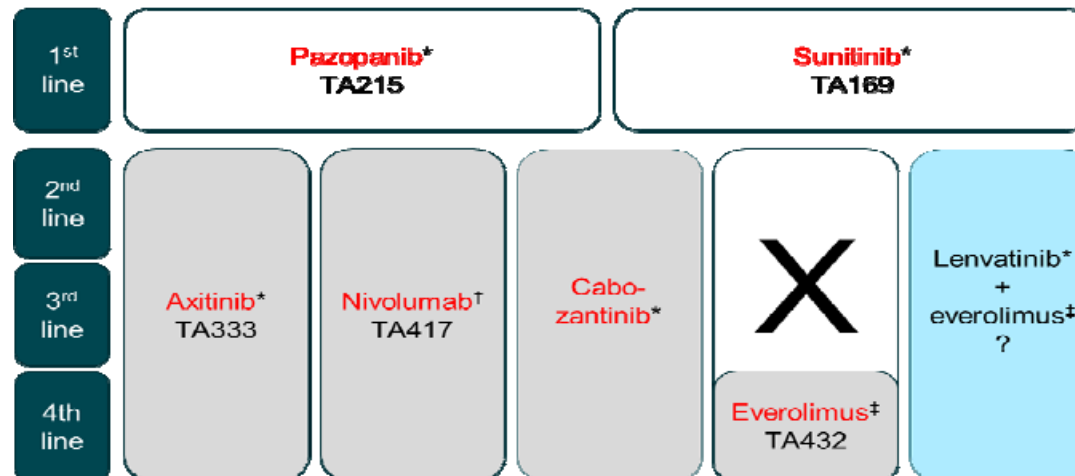 1st
line
Pazopanib*
TA215
Sunitinib*
TA169
2nd
line
3rd
line
4th
line
Axitinib*
TA333
Nivolumab†
TA417
Cabo-
zantinib*
X
Everolimus‡
TA432
Lenvatinib*
+
everolimus‡
?